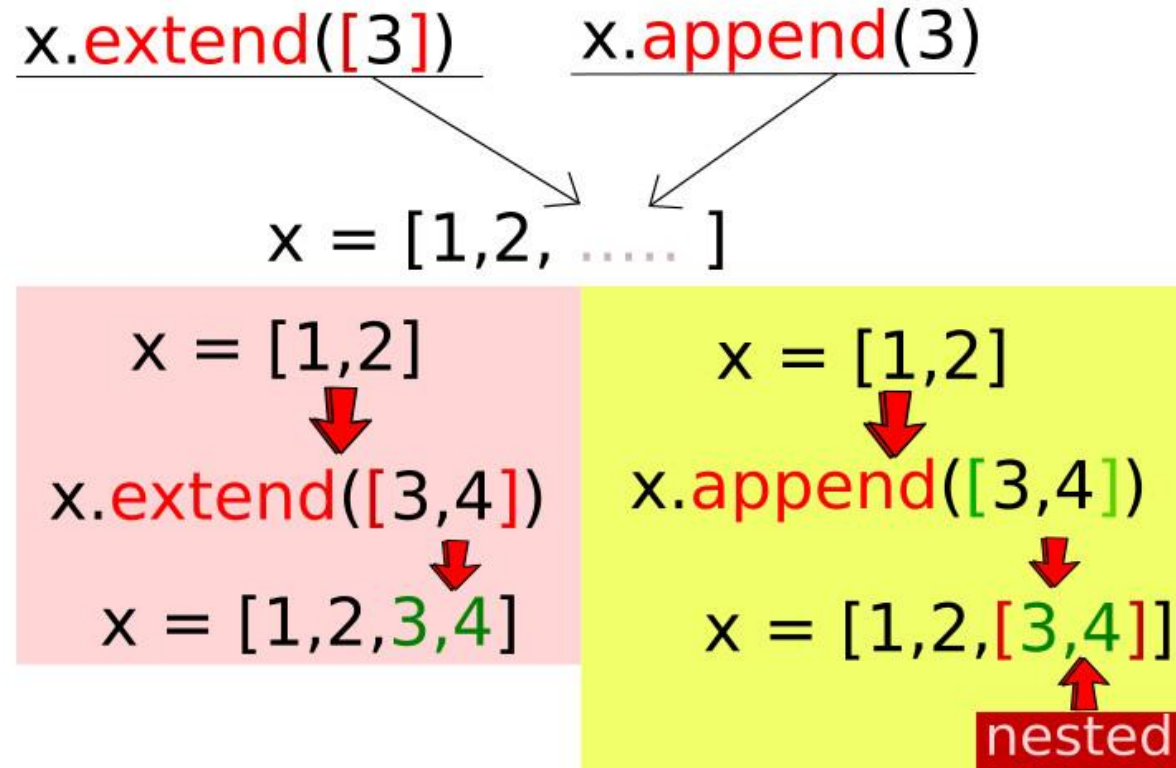 x.extend([3])
x.append(3)
x = [1,2, ..... ]
x = [1,2]
x.extend([3,4])
x = [1,2,3,4]
x = [1,2]
x.append([3,4])
x = [1,2,[3,4]]
nested